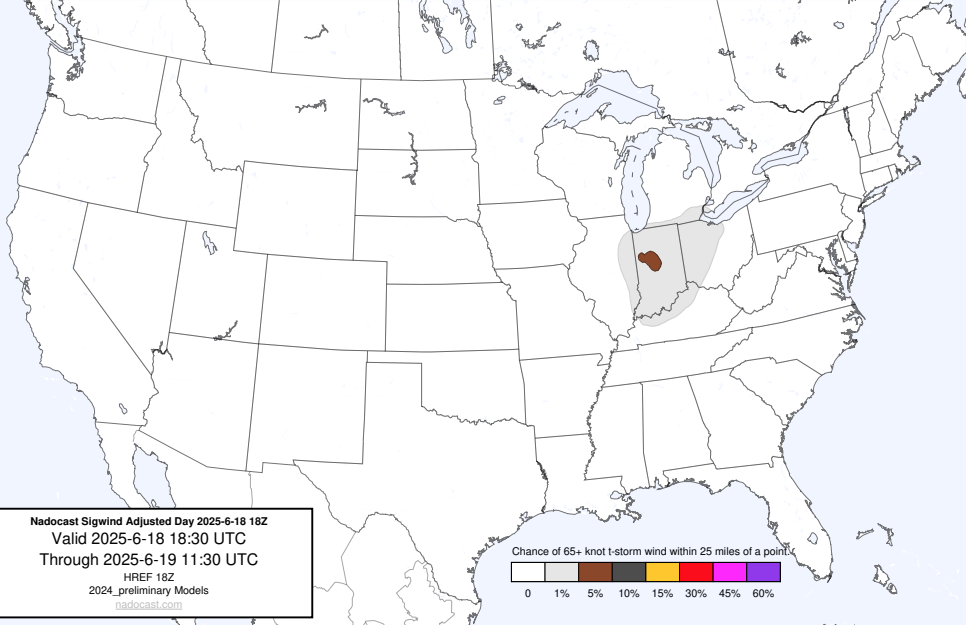 Nadocast Sigwind Adjusted Day 2025-6-18 18Z
Valid 2025-6-18 18:30 UTC
Through 2025-6-19 11:30 UTC
HREF 18Z
2024_preliminary Models
nadocast.com
Chance of 65+ knot t-storm wind within 25 miles of a point.
0 1% 5% 10% 15% 30% 45% 60%